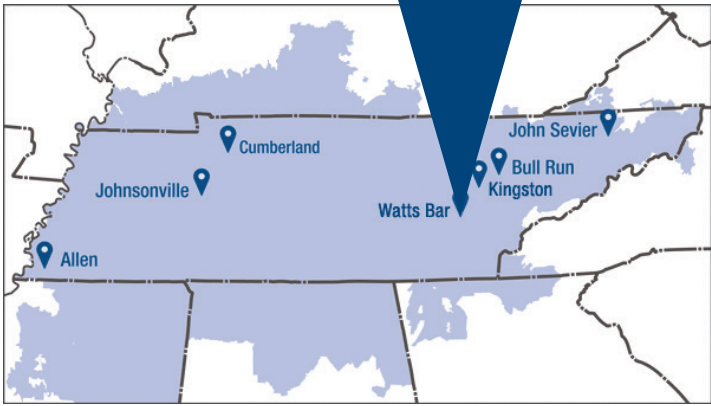 John Sevier
Cumberland
Bull Run
Kingston
Johnsonville
Watts Bar
Allen